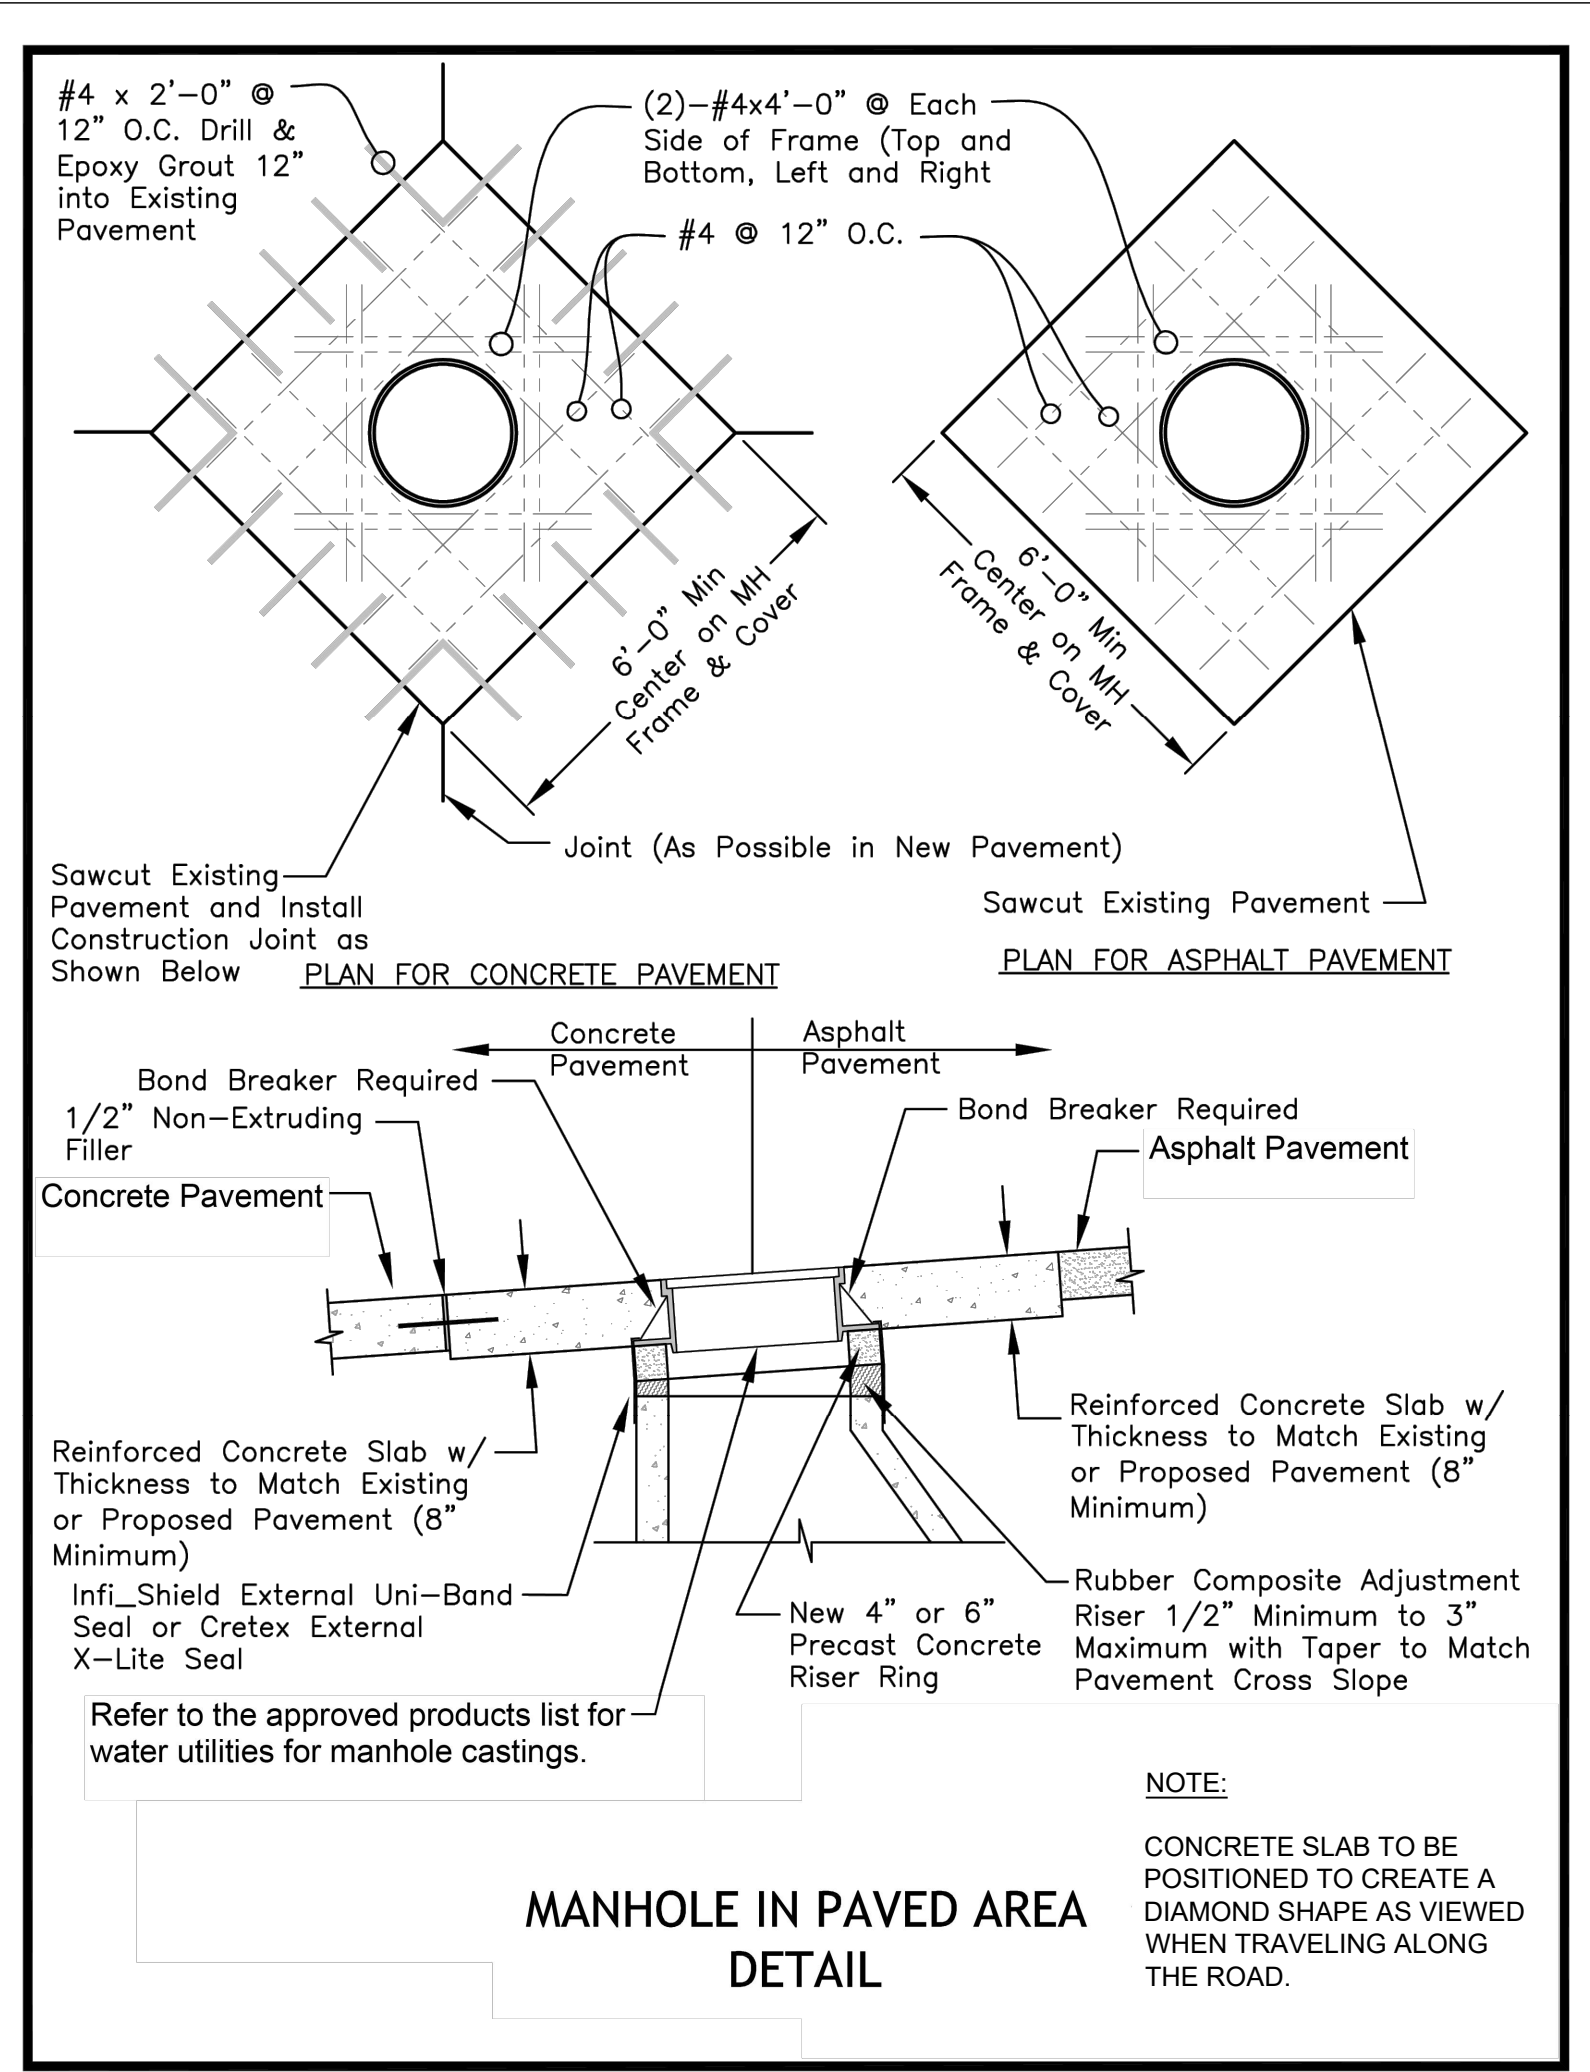 #4 x 2'-0" @
12" O.C. Drill &
Epoxy Grout 12"
into Existing
Pavement
(2)-#4x4'-0" @ Each
Side of Frame (Top and
Bottom, Left and Right
#4 @ 12" O.C.
6'-0" Min
Center on MH
Frame & Cover
6'-0" Min
Center on MH
Frame & Cover
Joint (As Possible in New Pavement)
Sawcut Existing
Pavement and Install
Construction Joint as
Shown Below
PLAN FOR CONCRETE PAVEMENT
Sawcut Existing Pavement
PLAN FOR ASPHALT PAVEMENT
Concrete
Pavement
Asphalt
Pavement
Bond Breaker Required
1/2" Non-Extruding
Filler
Concrete Pavement
Bond Breaker Required
Asphalt Pavement
Reinforced Concrete Slab w/
Thickness to Match Existing
or Proposed Pavement (8"
Minimum)
Reinforced Concrete Slab w/
Thickness to Match Existing
or Proposed Pavement (8"
Minimum)
Infi_Shield External Uni-Band
Seal or Cretex External
X-Lite Seal
New 4" or 6"
Precast Concrete
Riser Ring
Rubber Composite Adjustment
Riser 1/2" Minimum to 3"
Maximum with Taper to Match
Pavement Cross Slope
Refer to the approved products list for
water utilities for manhole castings.
NOTE:
CONCRETE SLAB TO BE
POSITIONED TO CREATE A
DIAMOND SHAPE AS VIEWED
WHEN TRAVELING ALONG
THE ROAD.
MANHOLE IN PAVED AREA
DETAIL